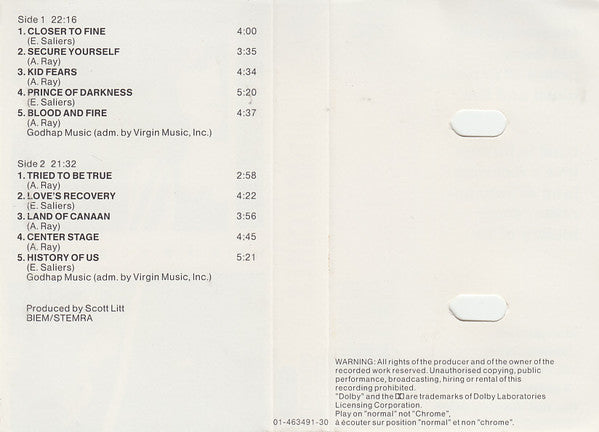 Side 1 22:16
1. CLOSER TO FINE 4:00
(E. Saliers)
2. SECURE YOURSELF 3:35
(A. Ray)
3. KID FEARS 4:34
(A. Ray)
4. PRINCE OF DARKNESS 5:20
(E. Saliers)
5. BLOOD AND FIRE 4:37
(A. Ray)
Godhap Music (adm. by Virgin Music, Inc.)
Side 2 21:32
1. TRIED TO BE TRUE 2:58
(A. Ray)
2. LOVE'S RECOVERY 4:22
(E. Saliers)
3. LAND OF CANAAN 3:56
(A. Ray)
4. CENTER STAGE 4:45
(A. Ray)
5. HISTORY OF US 5:21
(E. Saliers)
Godhap Music (adm. by Virgin Music, Inc.)
Produced by Scott Litt
BIEM/STEMRA
01-463491-30
WARNING: All rights of the producer and of the owner of the
recorded work reserved. Unauthorised copying, public
performance, broadcasting, hiring or rental of this
recording prohibited.
"Dolby" and the are trademarks of Dolby Laboratories
Licensing Corporation.
Play on "normal" not "Chrome",
à écouter sur position "normal" et non "chrome".